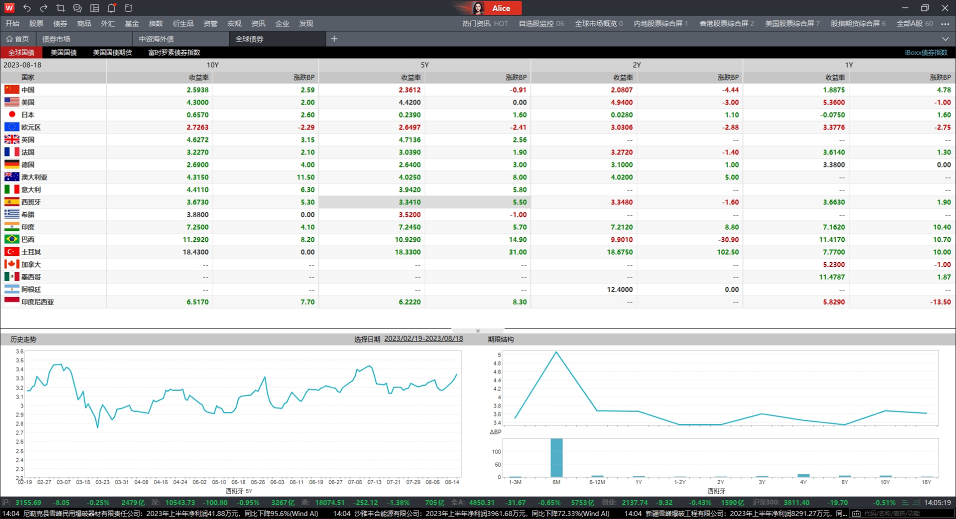 Alice
开始 股票 债券 商品 外汇 基金 指数 衍生品 资管 宏观 资讯 企业 发现
热门资讯 HOT 自选股监控 06 全球市场概览 0 内地股票综合屏 1 香港股票综合屏 2 美国股票综合屏 7 股指期货综合屏 6 全部A股 60
首页 债券市场 中资海外债 全球债券 +
全球国债 美国国债 美国国债期货 富时罗素债券指数 iBoxx债券指数
2023-08-18 10Y 5Y 2Y 1Y
国家 收益率 涨跌BP 收益率 涨跌BP 收益率 涨跌BP 收益率 涨跌BP
中国 2.5938 2.59 2.3612 -0.91 2.0807 -4.44 1.8875 4.78
美国 4.3000 2.00 4.4200 0.00 4.9400 -3.00 5.3600 -1.00
日本 0.6570 2.60 0.2390 1.60 0.0280 1.10 -0.0750 1.60
欧元区 2.7263 -2.29 2.6497 -2.41 3.0306 -2.88 3.3776 -2.75
英国 4.6272 3.15 4.7136 2.56 -- -- -- --
法国 3.2270 2.10 3.0390 1.90 3.2720 -1.40 3.6140 1.30
德国 2.6900 4.00 2.6400 3.00 3.1000 1.00 3.3800 0.00
澳大利亚 4.3150 11.50 4.0250 8.00 4.0200 5.00 -- --
意大利 4.4110 6.30 3.9420 5.80 -- -- -- --
西班牙 3.6730 5.30 3.3410 5.50 3.3480 -1.60 3.6630 1.90
希腊 3.8800 0.00 3.5200 -1.00 -- -- -- --
印度 7.2500 4.10 7.2450 5.70 7.2120 8.80 7.1620 10.40
巴西 11.2920 8.20 10.9290 14.90 9.9010 -30.90 11.4170 10.70
土耳其 18.4300 0.00 18.3300 31.00 18.6750 102.50 7.7700 10.00
加拿大 -- -- -- -- -- -- 5.2300 -1.00
墨西哥 -- -- -- -- -- -- 11.4787 1.87
阿根廷 -- -- -- -- 12.4000 0.00 -- --
印度尼西亚 6.5170 7.70 6.2220 8.30 -- -- 5.8290 -13.50
历史走势 选择日期 2023/02/19-2023/08/18 期限结构
3.6
3.5
3.4
3.3
3.2
3.1
3
2.9
2.8
2.7
2.6
2.5
2.4
2.3
2.2
02-19 02-27 03-07 03-15 03-23 03-31 04-08 04-16 04-24 05-02 05-10 05-18 05-26 06-03 06-11 06-19 06-27 07-05 07-13 07-21 07-29 08-06 08-14
西班牙 5Y
5
4.8
4.6
4.4
4.2
4
3.8
3.6
3.4
ΔBP
100
50
0
1-3M 6M 6-12M 1Y 1-2Y 2Y 3Y 4Y 5Y 10Y 15Y
西班牙
沪: 3155.69 -8.05 -0.25% 2479亿 深: 10543.73 -100.80 -0.95% 3267亿 港: 18074.51 -252.12 -1.38% 705亿 全A: 4850.31 -31.67 -0.65% 5753亿 创业: 2137.74 -9.32 -0.43% 1590亿 沪深300: 3811.40 -19.70 -0.51% 14:05:19
14:04 尼勒克县雪峰民用爆破器材有限责任公司：2023年上半年净利润41.88万元，同比下降95.6%(Wind AI) 14:04 沙雅丰合能源有限公司：2023年上半年净利润3961.68万元，同比下降72.33%(Wind AI) 14:04 新疆雪峰爆破工程有限公司：2023年上半年净利润8291.27万元，同...